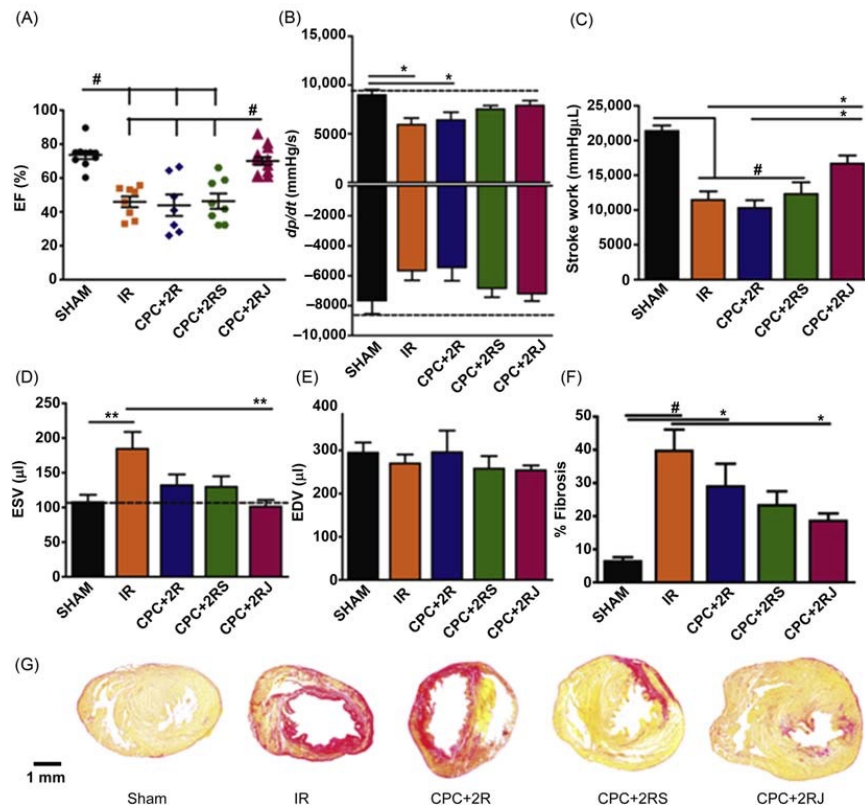 (A)
#
#
100
80
60
40
20
0
EF (%)
SHAM
IR
CPC+2R
CPC+2RS
CPC+2RJ
(B)
*
*
15,000
10,000
5000
0
−2000
−4000
−6000
−8000
−10,000
dp/dt (mmHg/s)
SHAM
IR
CPC+2R
CPC+2RS
CPC+2RJ
(C)
*
*
#
25,000
20,000
15,000
10,000
5000
0
Stroke work (mmHgµL)
SHAM
IR
CPC+2R
CPC+2RS
CPC+2RJ
(D)
**
**
250
200
150
100
50
0
ESV (µl)
SHAM
IR
CPC+2R
CPC+2RS
CPC+2RJ
(E)
400
300
200
100
0
EDV (µl)
SHAM
IR
CPC+2R
CPC+2RS
CPC+2RJ
(F)
#
*
*
50
40
30
20
10
0
% Fibrosis
SHAM
IR
CPC+2R
CPC+2RS
CPC+2RJ
(G)
1 mm
Sham
IR
CPC+2R
CPC+2RS
CPC+2RJ